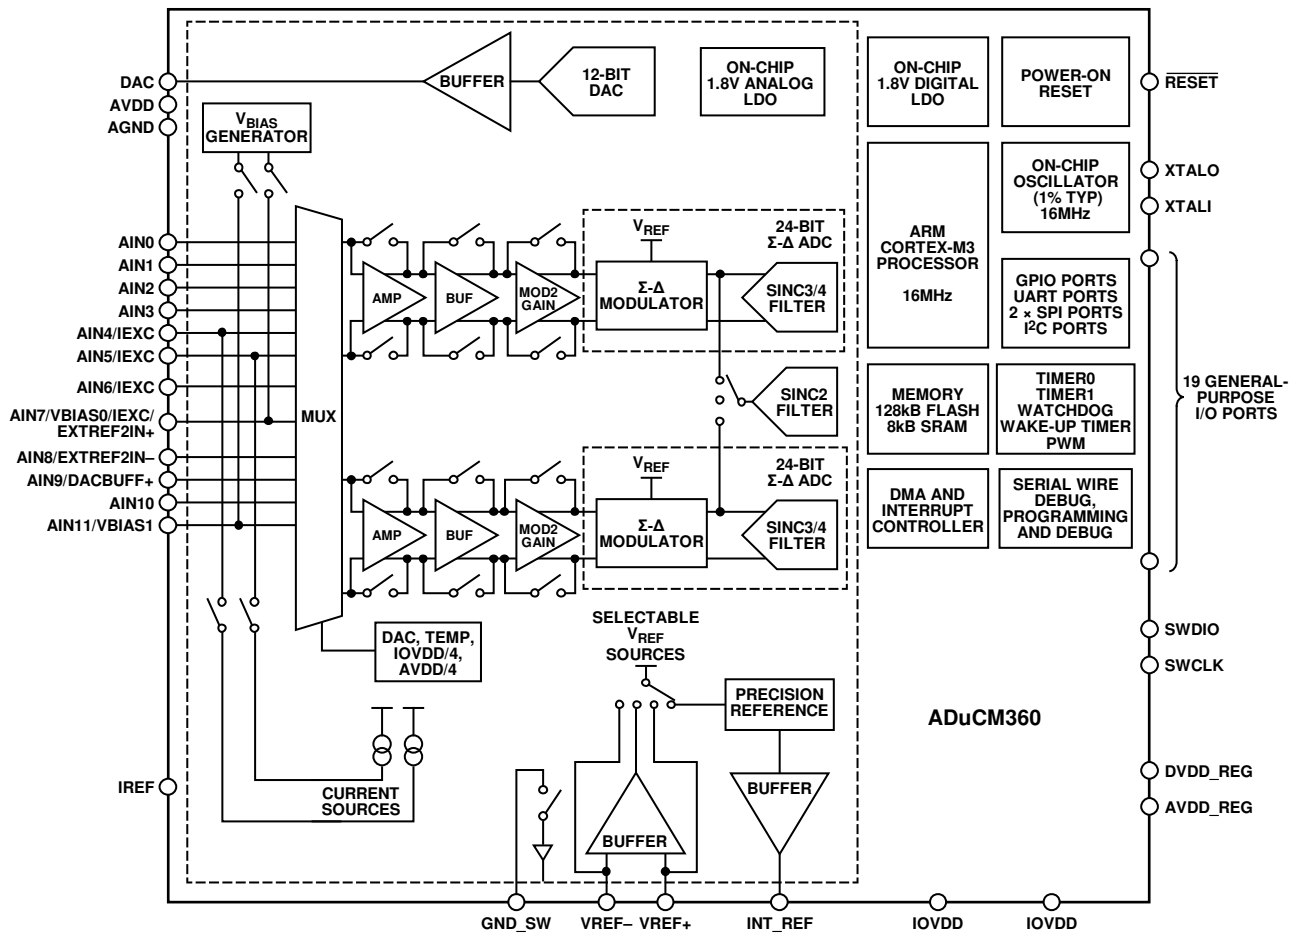 DAC
AVDD
AGND
BUFFER
12-BIT
DAC
ON-CHIP
1.8V ANALOG
LDO
ON-CHIP
1.8V DIGITAL
LDO
POWER-ON
RESET
RESET
VBIAS
GENERATOR
XTALO
XTALI
ON-CHIP
OSCILLATOR
(1% TYP)
16MHz
ARM
CORTEX-M3
PROCESSOR
16MHz
AIN0
AIN1
AIN2
AIN3
AIN4/IEXC
AIN5/IEXC
AIN6/IEXC
AIN7/VBIAS0/IEXC/
EXTREF2IN+
AIN8/EXTREF2IN–
AIN9/DACBUFF+
AIN10
AIN11/VBIAS1
MUX
AMP
BUF
MOD2
GAIN
VREF
Σ-Δ
MODULATOR
24-BIT
Σ-Δ ADC
SINC3/4
FILTER
GPIO PORTS
UART PORTS
2 × SPI PORTS
I2C PORTS
SINC2
FILTER
MEMORY
128kB FLASH
8kB SRAM
TIMER0
TIMER1
WATCHDOG
WAKE-UP TIMER
PWM
19 GENERAL-
PURPOSE
I/O PORTS
AMP
BUF
MOD2
GAIN
VREF
Σ-Δ
MODULATOR
24-BIT
Σ-Δ ADC
SINC3/4
FILTER
DMA AND
INTERRUPT
CONTROLLER
SERIAL WIRE
DEBUG,
PROGRAMMING
AND DEBUG
DAC, TEMP,
IOVDD/4,
AVDD/4
SELECTABLE
VREF
SOURCES
PRECISION
REFERENCE
SWDIO
SWCLK
ADuCM360
IREF
CURRENT
SOURCES
BUFFER
BUFFER
DVDD_REG
AVDD_REG
GND_SW
VREF–
VREF+
INT_REF
IOVDD
IOVDD